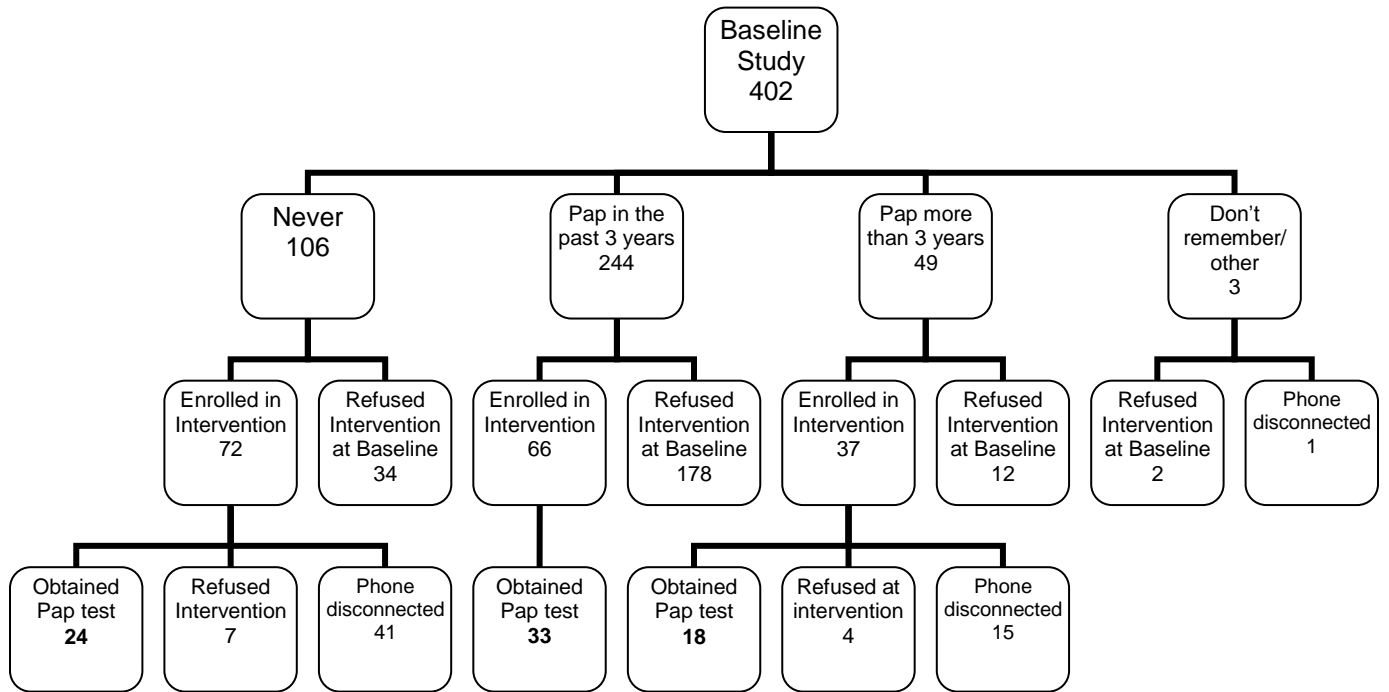 Baseline
Study
402
Never
106
Pap in the
past 3 years
244
Pap more
than 3 years
49
Don’t
remember/
other
3
Enrolled in
Intervention
72
Refused
Intervention
at Baseline
34
Enrolled in
Intervention
66
Refused
Intervention
at Baseline
178
Enrolled in
Intervention
37
Refused
Intervention
at Baseline
12
Refused
Intervention
at Baseline
2
Phone
disconnected
1
Obtained
Pap test
24
Refused
Intervention
7
Phone
disconnected
41
Obtained
Pap test
33
Obtained
Pap test
18
Refused at
intervention
4
Phone
disconnected
15